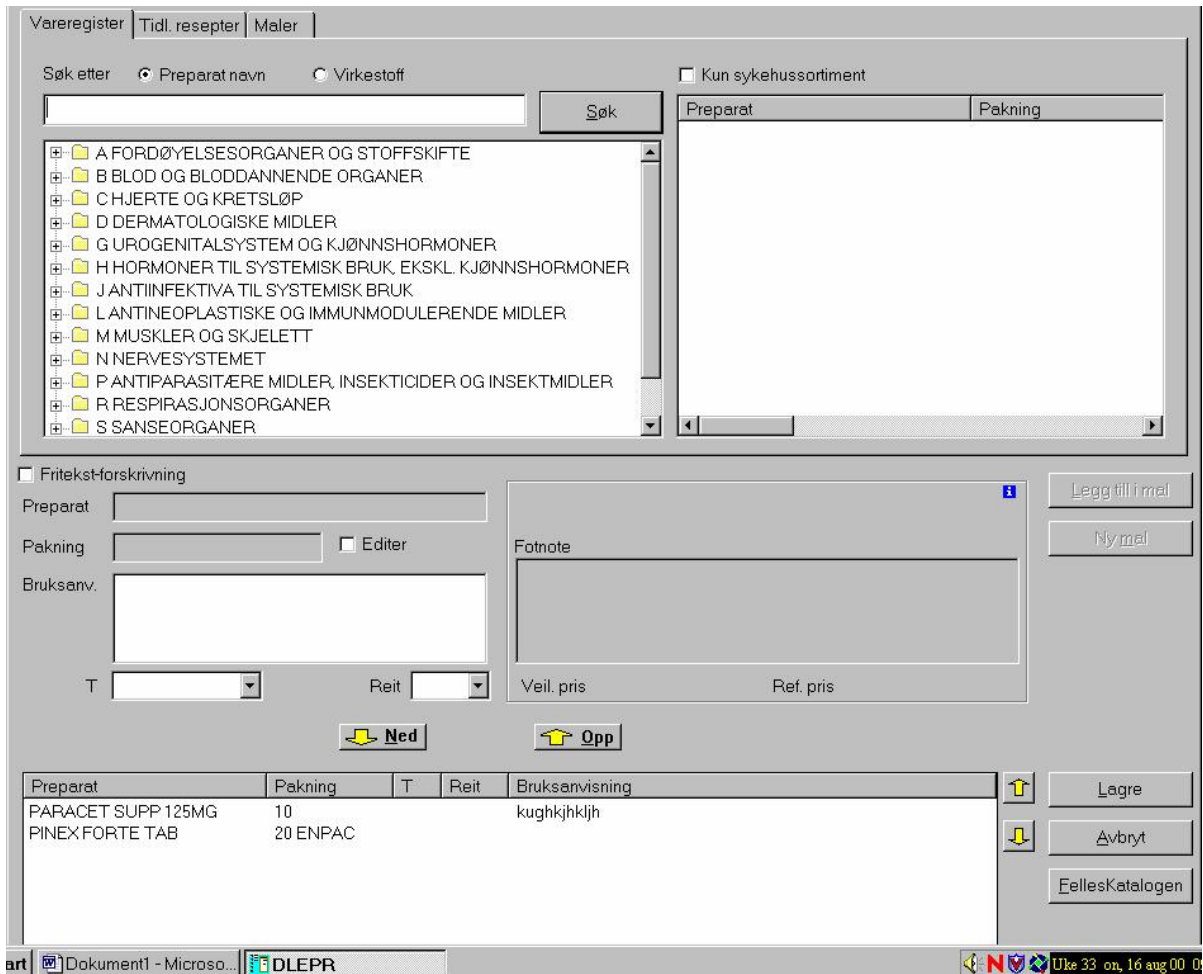 Vareregister Tidl. resepter Maler
Søk etter Preparat navn Virkestoff
Søk
A FORDØYELSESORGANER OG STOFFSKIFTE
B BLOD OG BLODDANNENDE ORGANER
C HJERTE OG KRETSLØP
D DERMATOLOGISKE MIDLER
G UROGENITALSYSTEM OG KJØNNSHORMONER
H HORMONER TIL SYSTEMISK BRUK, EKSKL. KJØNNSHORMONER
J ANTIINFEKTIVA TIL SYSTEMISK BRUK
L ANTINEOPLASTISKE OG IMMUNMODULERENDE MIDLER
M MUSKLER OG SKJELETT
N NERVESYSTEMET
P ANTIPARASITÆRE MIDLER, INSEKTICIDER OG INSEKTMIDLER
R RESPIRASJONSORGANER
S SANSEORGANER
Kun sykehussortiment
Preparat Pakning
Fritekst-forskrivning
Preparat
Pakning Editer
Bruksanv.
T Reit
Fotnote
Veil. pris Ref. pris
Legg till i mal
Ny mal
Ned Opp
Preparat Pakning T Reit Bruksanvisning
PARACET SUPP 125MG 10 kughkjhkljh
PINEX FORTE TAB 20 ENPAC
Lagre
Avbryt
FellesKatalogen
art Dokument1 - Microso... DLEPR Uke 33 on, 16 aug 00